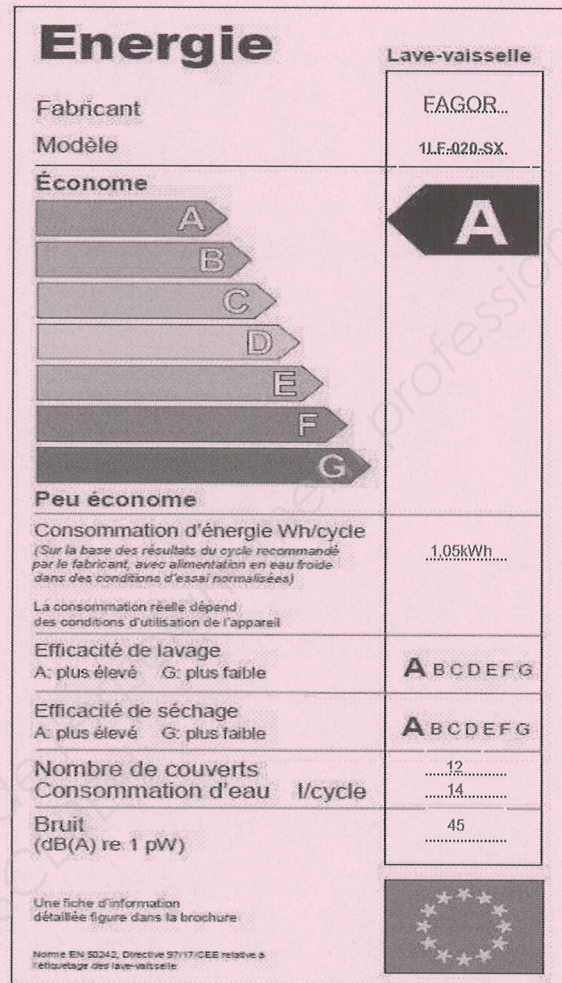 Energie
Lave-vaisselle
Fabricant
FAGOR
Modèle
1LF-020-SX
Économe
A
A
B
C
D
E
F
G
Peu économe
Consommation d'énergie Wh/cycle
1,05kWh
(Sur la base des résultats du cycle recommandé
par le fabricant, avec alimentation en eau froide
dans des conditions d'essai normalisées)
La consommation réelle dépend
des conditions d'utilisation de l'appareil
Efficacité de lavage
A: plus élevé G: plus faible
A B C D E F G
Efficacité de séchage
A: plus élevé G: plus faible
A B C D E F G
Nombre de couverts
12
Consommation d'eau l/cycle
14
Bruit
45
(dB(A) re 1 pW)
Une fiche d'information
détaillée figure dans la brochure
Norme EN 50242, Directive 97/17/CEE relative à
l'étiquetage des lave-vaisselle